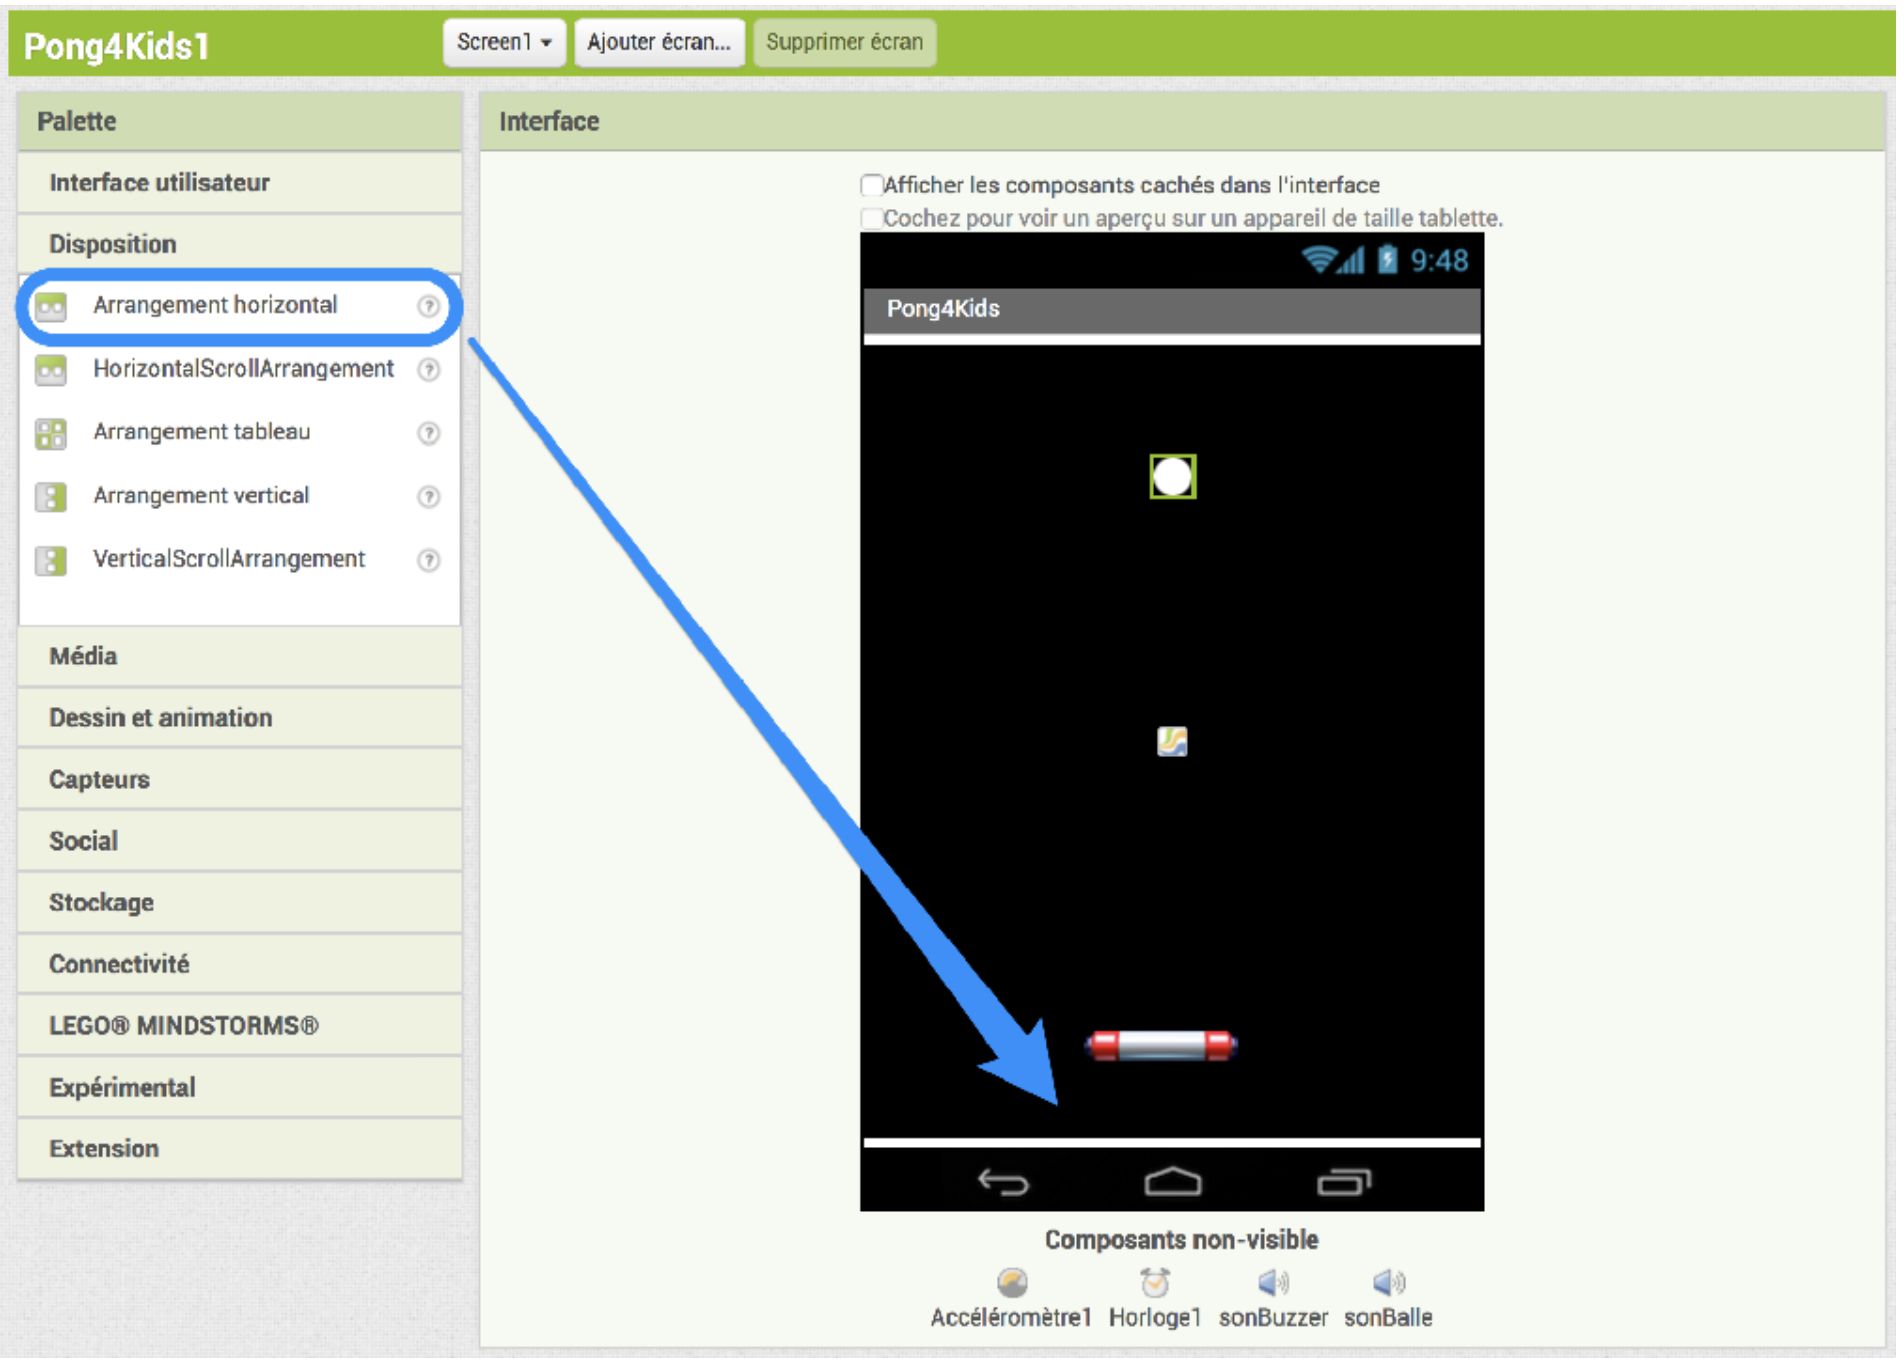 Pong4Kids1
Screen1
Ajouter écran...
Supprimer écran
Palette
Interface utilisateur
Disposition
Arrangement horizontal
?
HorizontalScrollArrangement
?
Arrangement tableau
?
Arrangement vertical
?
VerticalScrollArrangement
?
Média
Dessin et animation
Capteurs
Social
Stockage
Connectivité
LEGO® MINDSTORMS®
Expérimental
Extension
Interface
Afficher les composants cachés dans l'interface
Cochez pour voir un aperçu sur un appareil de taille tablette.
9:48
Pong4Kids
Composants non-visible
Accéléromètre1 Horloge1 sonBuzzer sonBalle